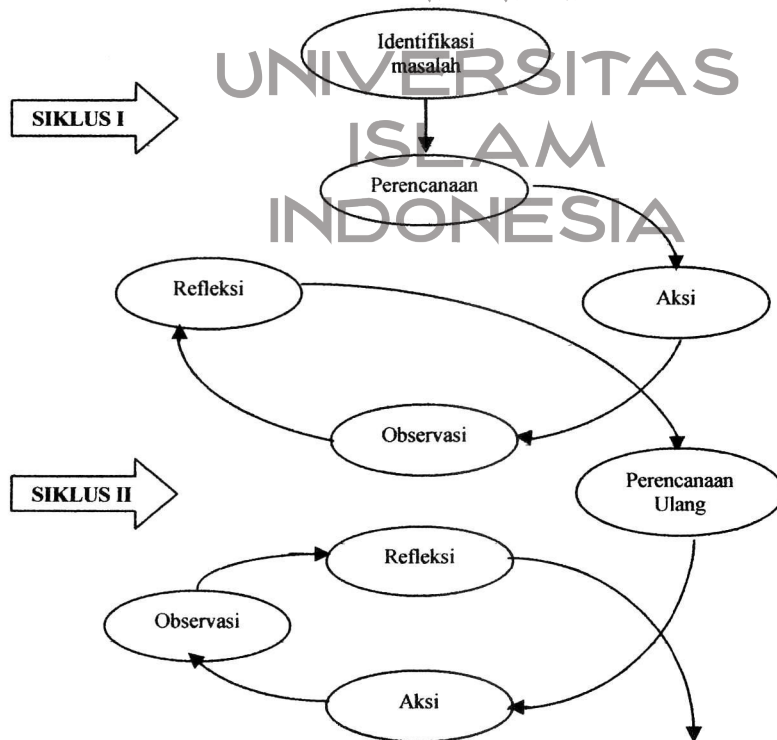 Identifikasi
masalah
UNIVERSITAS
SIKLUS I
ISLAM
Perencanaan
INDONESIA
Refleksi
Aksi
Observasi
SIKLUS II
Perencanaan
Ulang
Refleksi
Observasi
Aksi